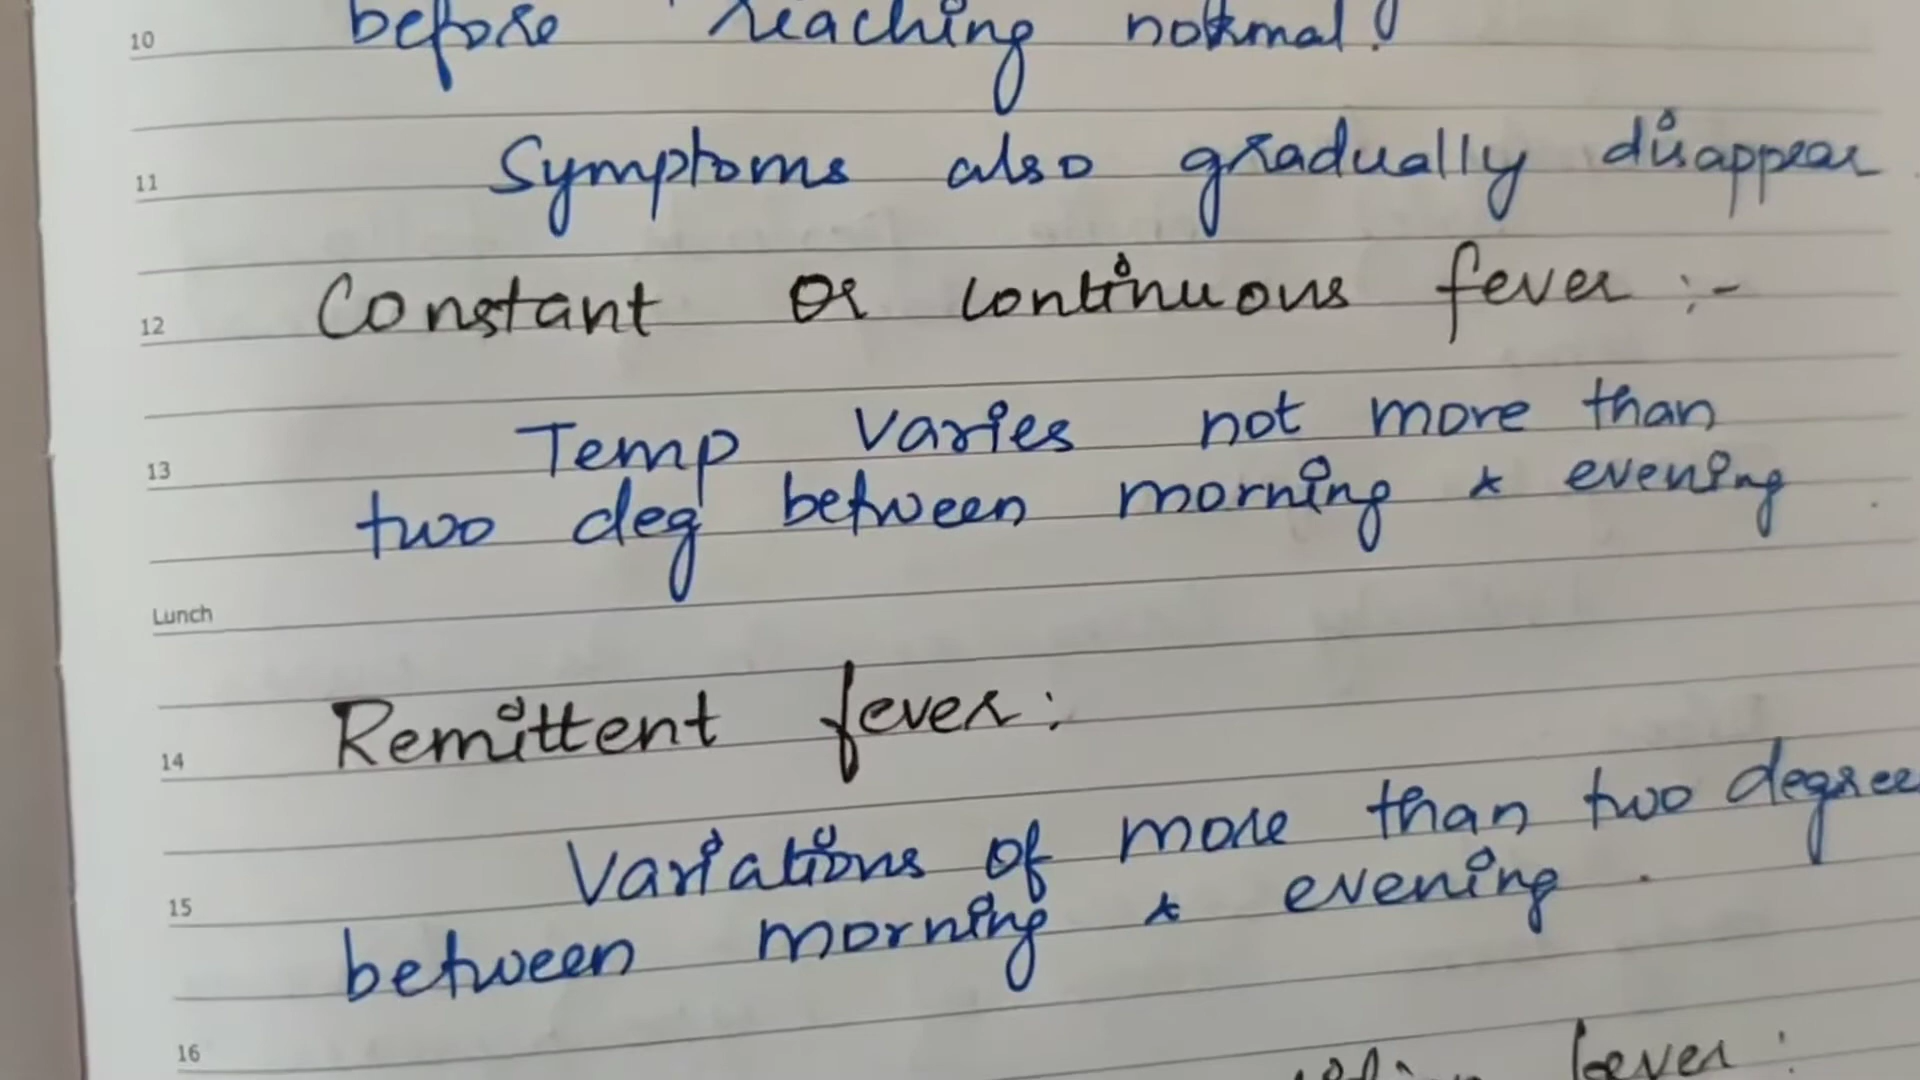 10 before reaching normal!
11 Symptoms also gradually disappear
12 Constant or continuous fever :-
13 Temp varies not more than
two deg between morning & evening
Lunch
14 Remittent fever :
15 Variations of more than two degree
between morning & evening .
16 fever :